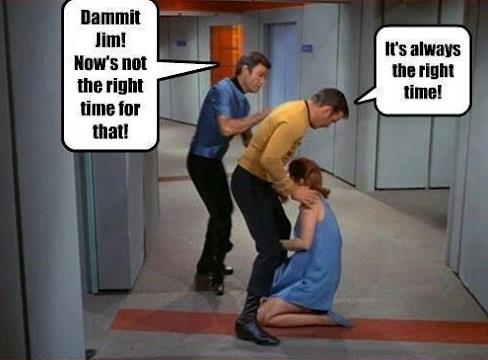 Dammit
Jim!
Now's not
the right
time for
that!
It's always
the right
time!